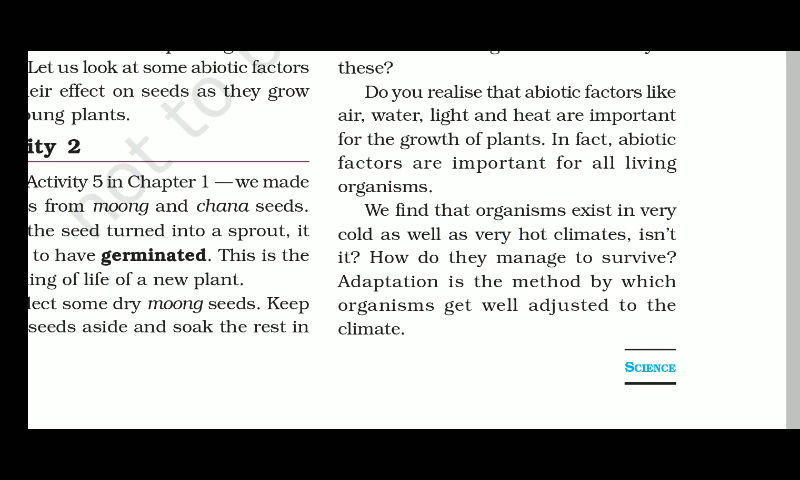 Let us look at some abiotic factors
effect on seeds as they grow
plants.
2
Activity 5 in Chapter 1 — we made
from moong and chana seeds.
the seed turned into a sprout, it
to have germinated. This is the
of life of a new plant.
some dry moong seeds. Keep
seeds aside and soak the rest in
these?
Do you realise that abiotic factors like
air, water, light and heat are important
for the growth of plants. In fact, abiotic
factors are important for all living
organisms.
We find that organisms exist in very
cold as well as very hot climates, isn't
it? How do they manage to survive?
Adaptation is the method by which
organisms get well adjusted to the
climate.
SCIENCE
not to